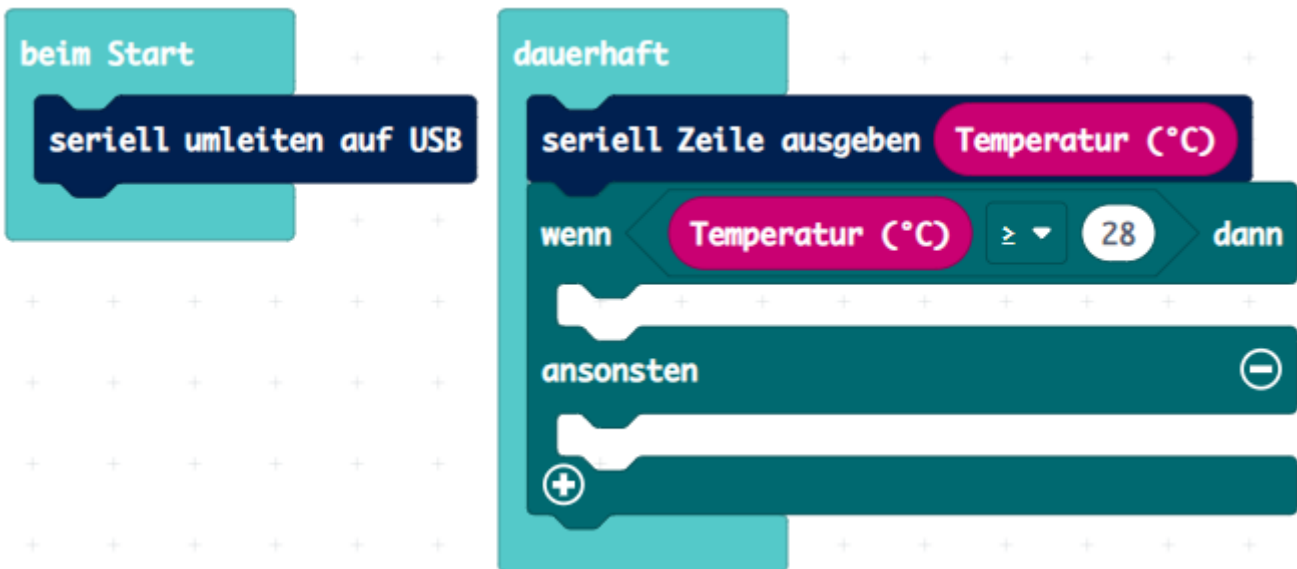 beim Start
seriell umleiten auf USB
dauerhaft
seriell Zeile ausgeben Temperatur (°C)
wenn Temperatur (°C) ≥ 28 dann
ansonsten